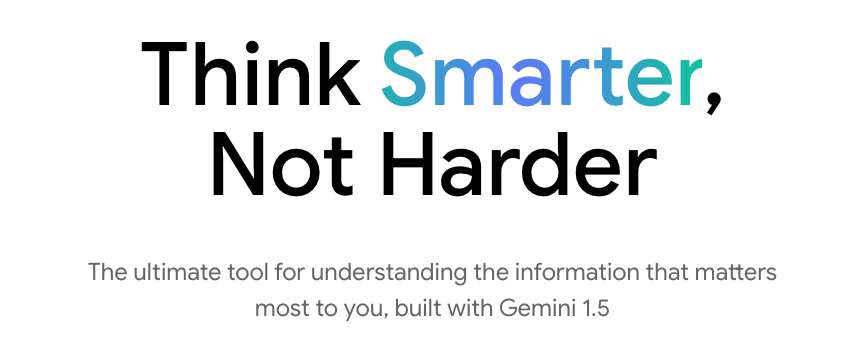 Think Smarter,
Not Harder
The ultimate tool for understanding the information that matters
most to you, built with Gemini 1.5